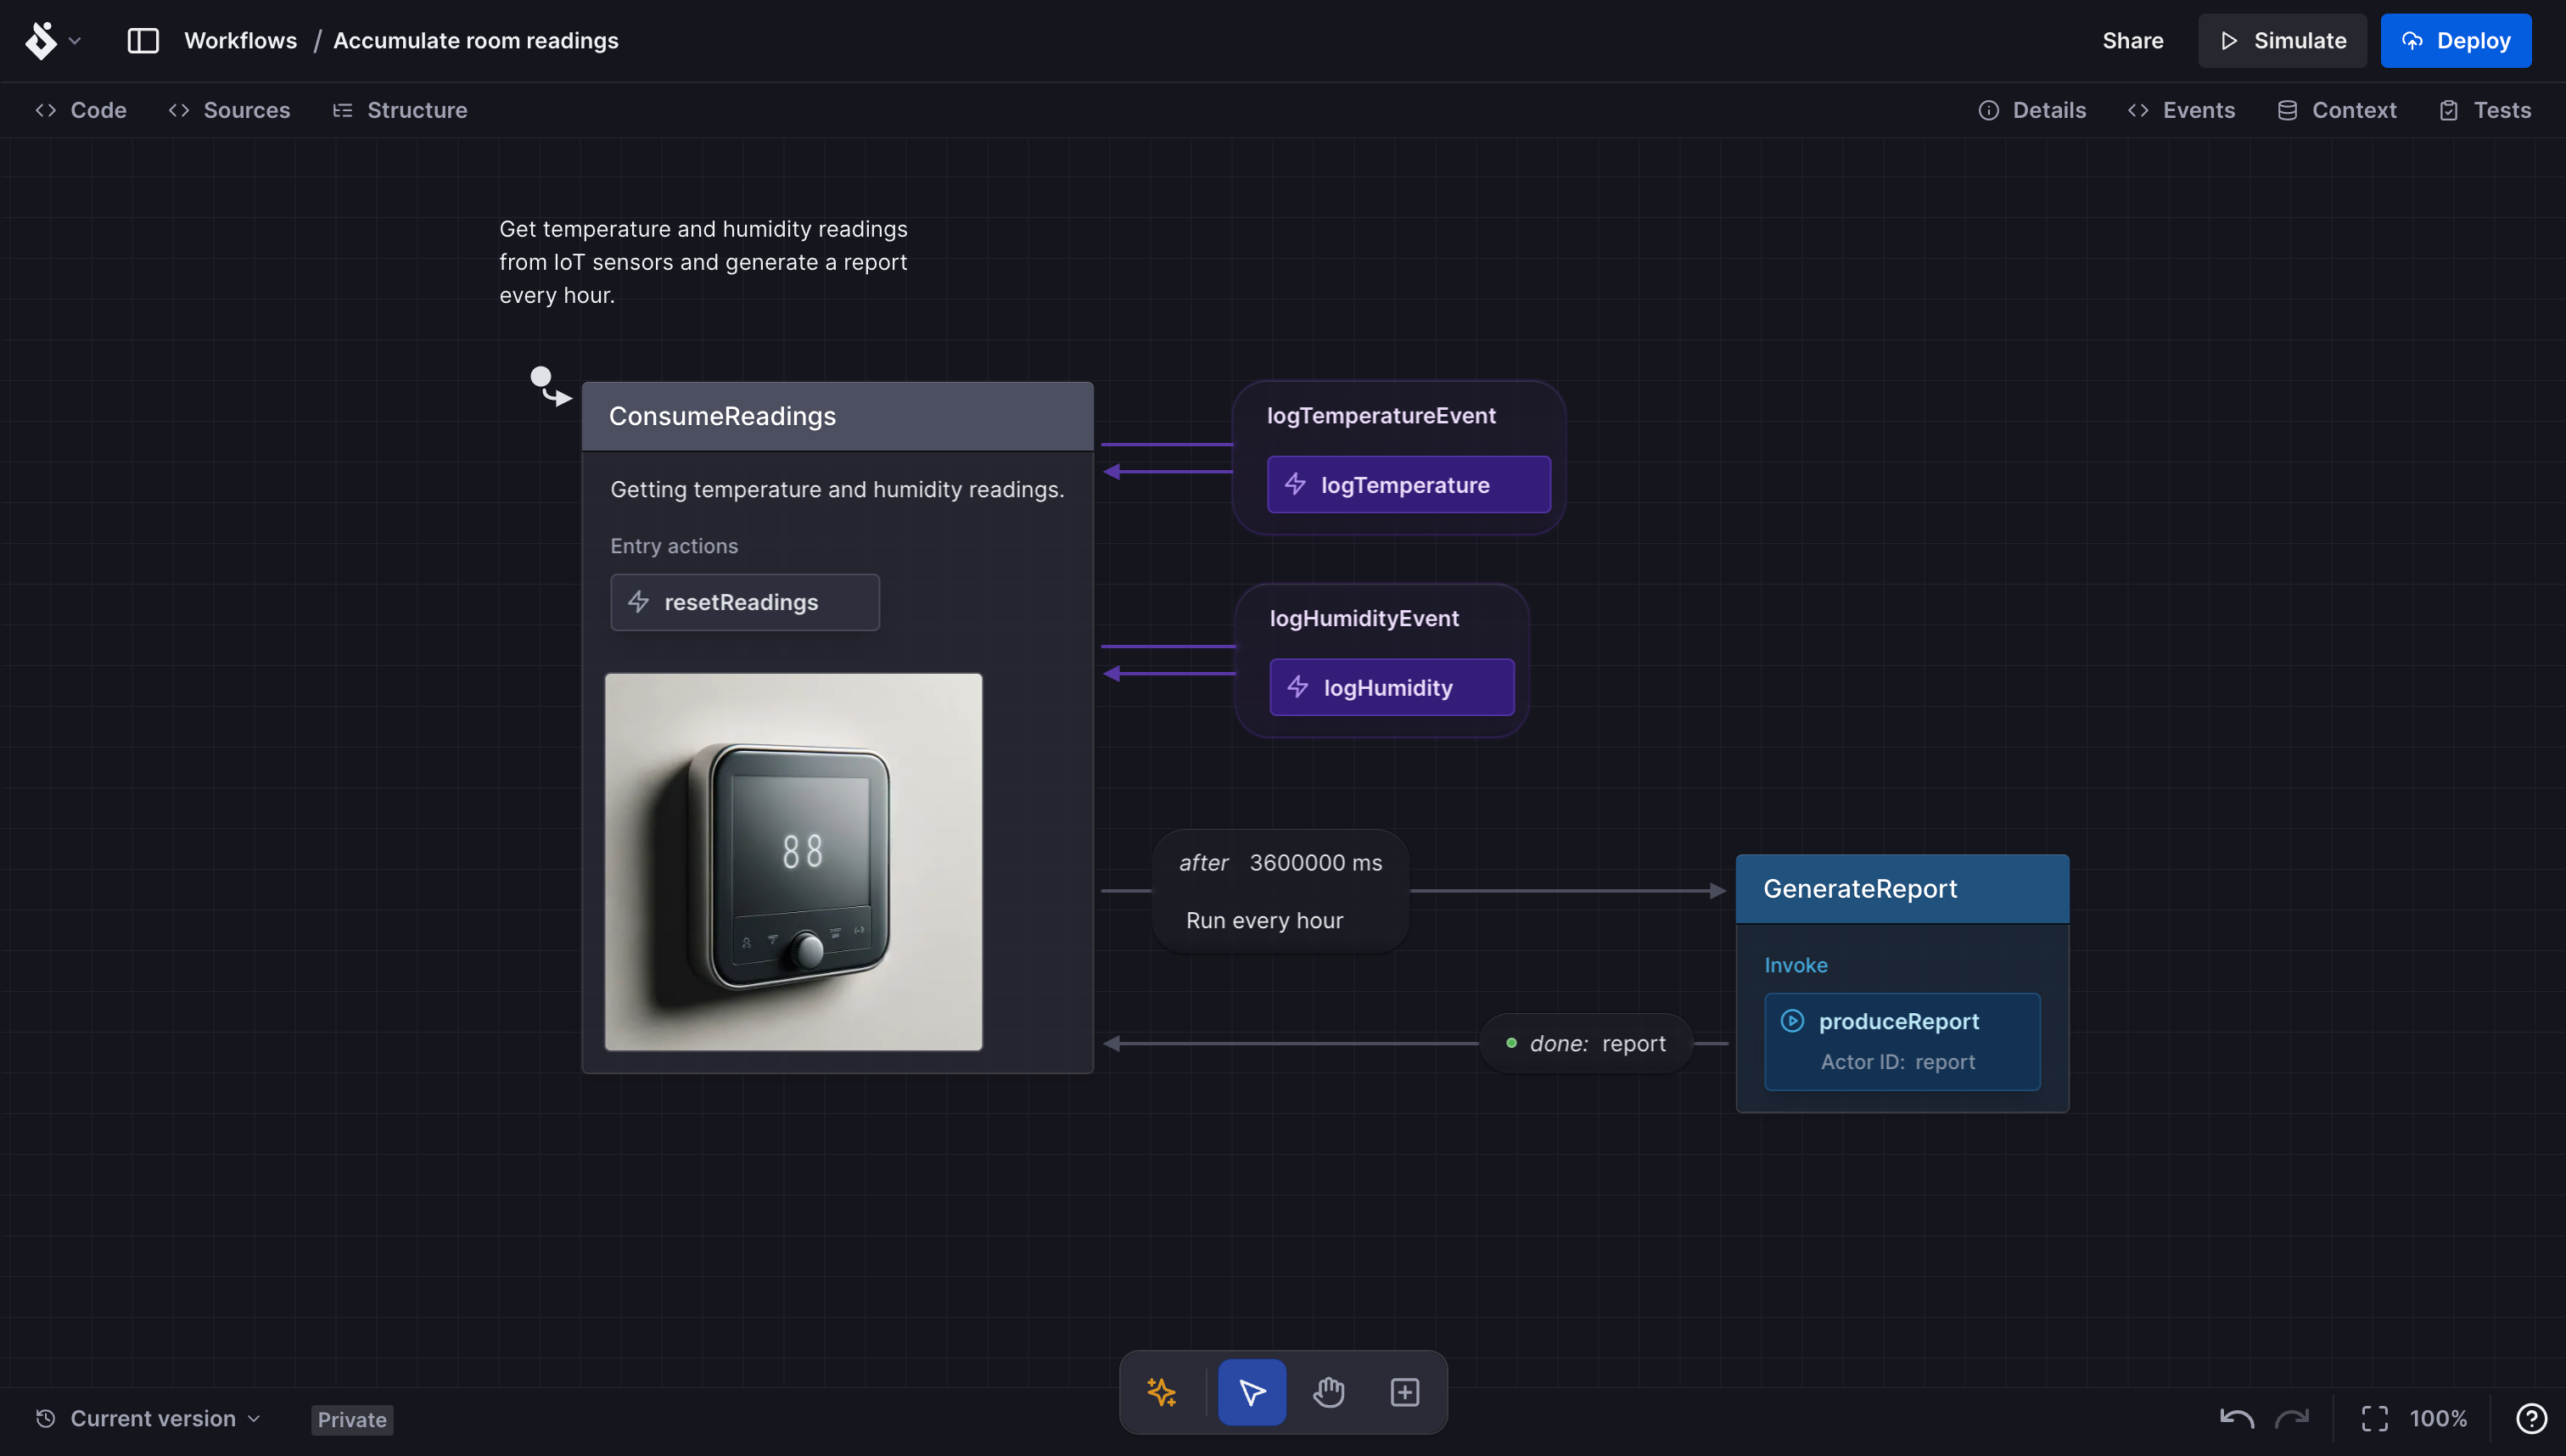 Workflows / Accumulate room readings
Share
Simulate
Deploy
Code
Sources
Structure
Details
Events
Context
Tests
Get temperature and humidity readings
from IoT sensors and generate a report
every hour.
ConsumeReadings
Getting temperature and humidity readings.
Entry actions
resetReadings
88
logTemperatureEvent
logTemperature
logHumidityEvent
logHumidity
after 3600000 ms
Run every hour
GenerateReport
Invoke
produceReport
Actor ID: report
done: report
Current version
Private
100%